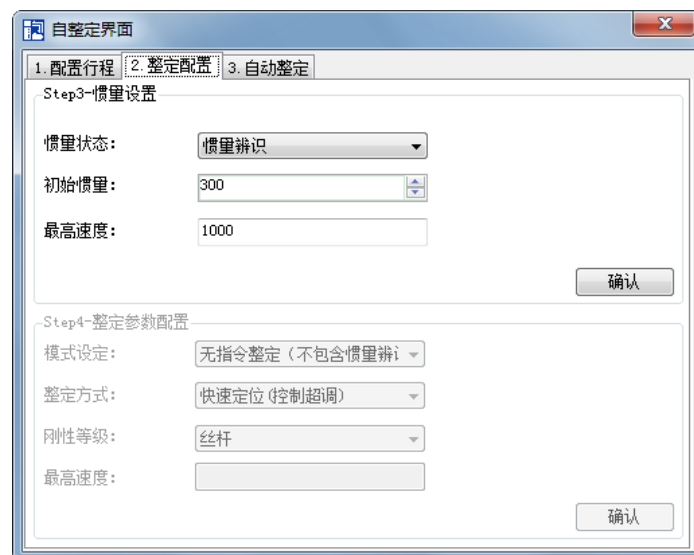 自整定界面
1.配置行程 2.整定配置 3.自动整定
Step3-惯量设置
惯量状态： 惯量辨识
初始惯量： 300
最高速度： 1000
确认
Step4-整定参数配置
模式设定： 无指令整定（不包含惯量辨
整定方式： 快速定位(控制超调)
刚性等级： 丝杆
最高速度：
确认